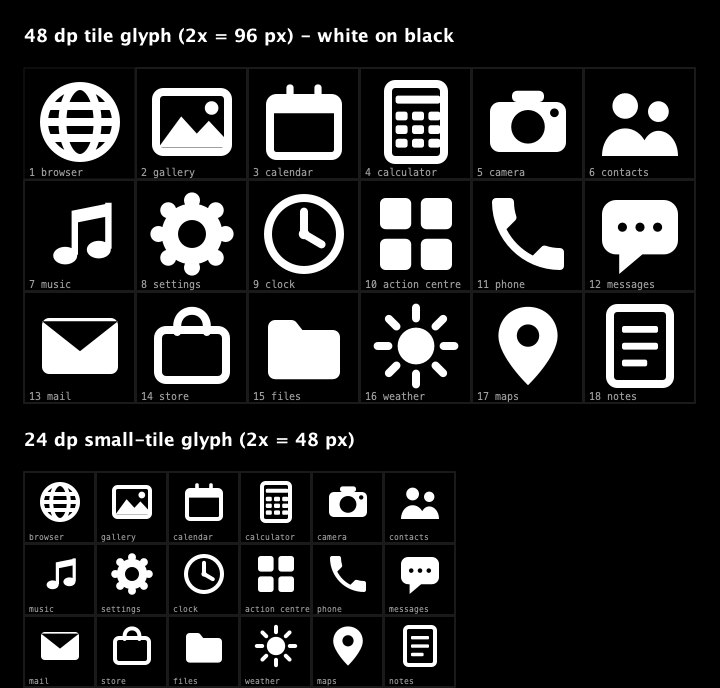 48 dp tile glyph (2x = 96 px) - white on black
1 browser
2 gallery
3 calendar
4 calculator
5 camera
6 contacts
7 music
8 settings
9 clock
10 action centre
11 phone
12 messages
13 mail
14 store
15 files
16 weather
17 maps
18 notes
24 dp small-tile glyph (2x = 48 px)
browser
gallery
calendar
calculator
camera
contacts
music
settings
clock
action centre
phone
messages
mail
store
files
weather
maps
notes